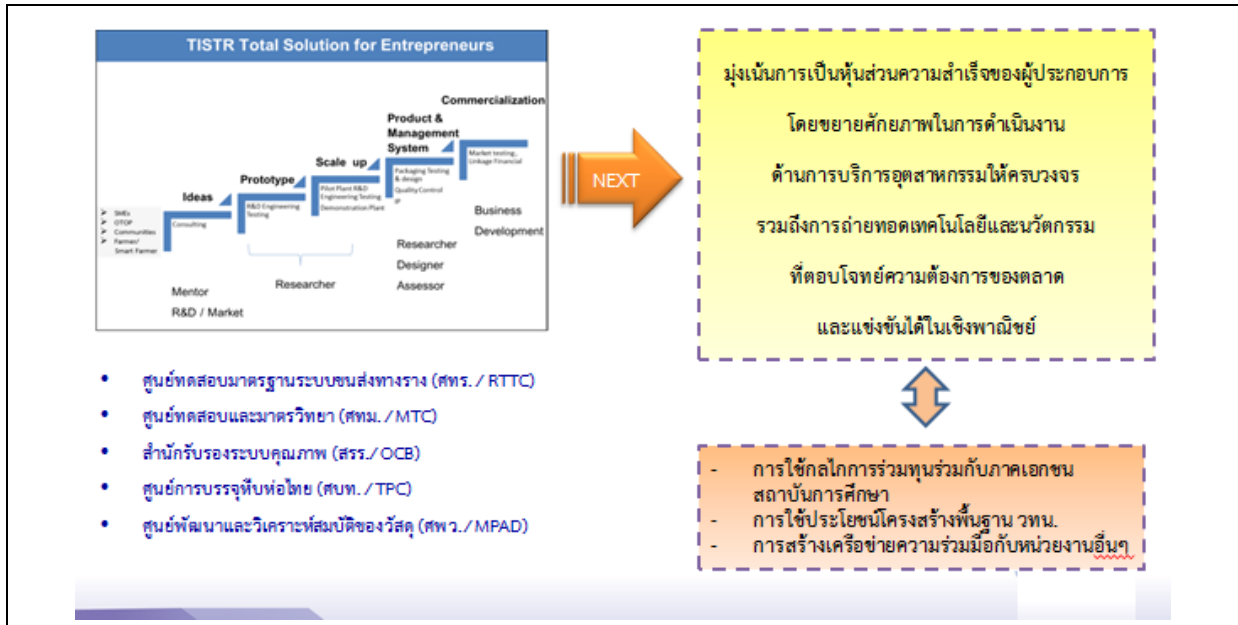 TISTR Total Solution for Entrepreneurs
Commercialization
Market testing,
Linkage Financial
Product &
Management
System
Packaging Testing
& design
Quality Control
IP
Scale up
Pilot Plant R&D
Engineering Testing
Demonstration Plant
Prototype
R&D Engineering
Testing
Ideas
Consulting
➢ SMEs
➢ OTOP
➢ Communities
➢ Farmer/
Smart Farmer
Mentor
R&D / Market
Researcher
Researcher
Designer
Assessor
Business
Development
NEXT
มุ่งเน้นการเป็นหุ้นส่วนความสำเร็จของผู้ประกอบการ
โดยขยายศักยภาพในการดำเนินงาน
ด้านการบริการอุตสาหกรรมให้ครบวงจร
รวมถึงการถ่ายทอดเทคโนโลยีและนวัตกรรม
ที่ตอบโจทย์ความต้องการของตลาด
และแข่งขันได้ในเชิงพาณิชย์
• ศูนย์ทดสอบมาตรฐานระบบขนส่งทางราง (ศทร./ RTTC)
• ศูนย์ทดสอบและมาตรวิทยา (ศทม./MTC)
• สำนักรับรองระบบคุณภาพ (สรร./OCB)
• ศูนย์การบรรจุหีบห่อไทย (ศบท./TPC)
• ศูนย์พัฒนาและวิเคราะห์สมบัติของวัสดุ (ศพว./MPAD)
- การใช้กลไกการร่วมทุนร่วมกับภาคเอกชน
สถาบันการศึกษา
- การใช้ประโยชน์โครงสร้างพื้นฐาน วทน.
- การสร้างเครือข่ายความร่วมมือกับหน่วยงานอื่นๆ